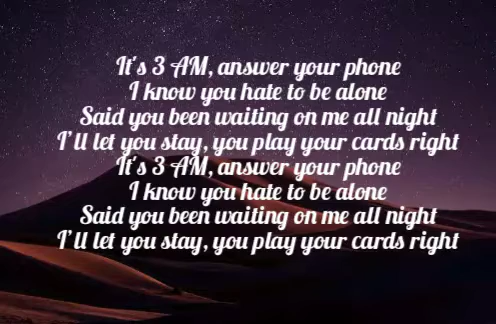 It's 3 AM, answer your phone
I know you hate to be alone
Said you been waiting on me all night
I'll let you stay, you play your cards right
It's 3 AM, answer your phone
I know you hate to be alone
Said you been waiting on me all night
I'll let you stay, you play your cards right